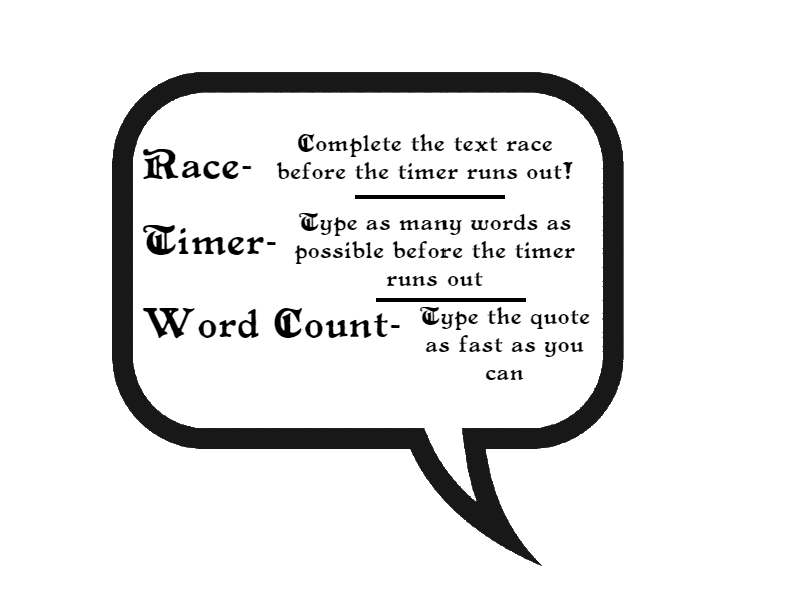 Race- Complete the text race
before the timer runs out!
Timer- Type as many words as
possible before the timer
runs out
Word Count- Type the quote
as fast as you
can